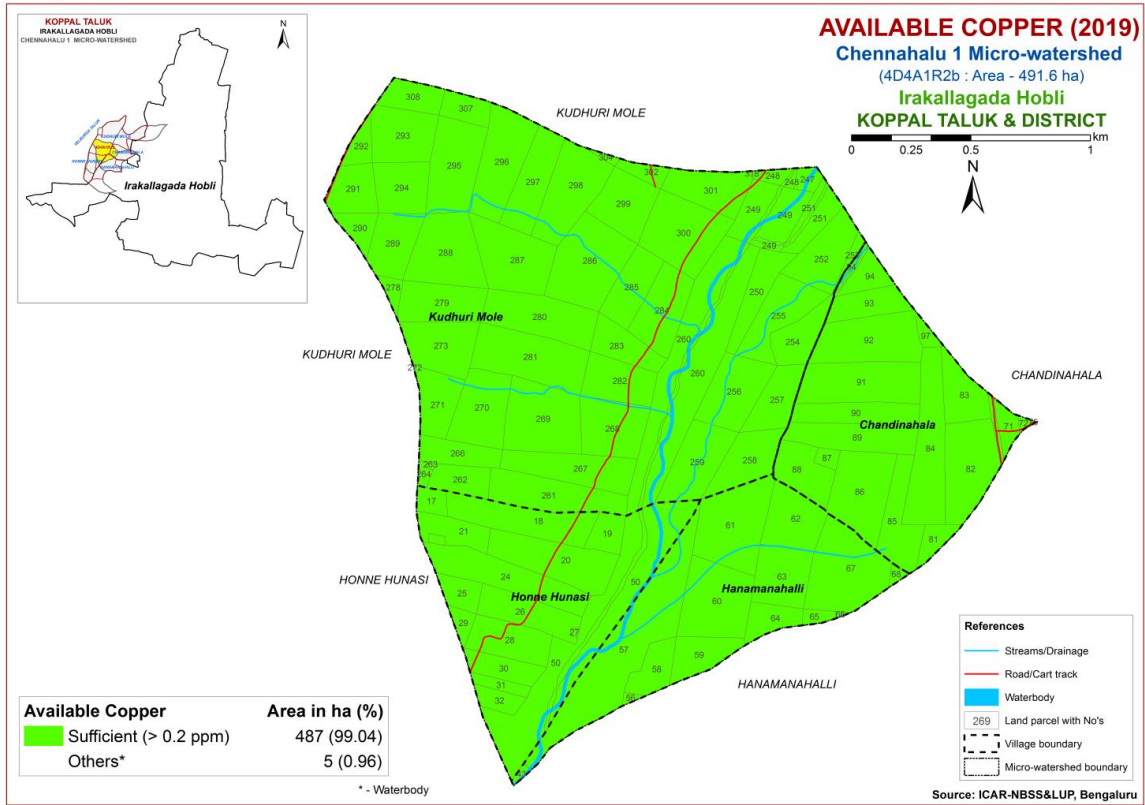 KOPPAL TALUK
IRAKALLAGADA HOBLI
CHENNAHALU 1 MICRO-WATERSHED
N
KUDHURI MOLE
Irakallagada Hobli
AVAILABLE COPPER (2019)
Chennahalu 1 Micro-watershed
(4D4A1R2b : Area - 491.6 ha)
Irakallagada Hobli
KOPPAL TALUK & DISTRICT
km
0 0.25 0.5 1
N
KUDHURI MOLE
308
307
293
292
304
302
296
295
297
298
318
248
248
247
301
291
294
299
249
249
251
251
290
300
289
288
287
286
249
252
94
278
285
250
93
279
284
255
Kudhuri Mole
280
92
97
273
283
260
254
KUDHURI MOLE
281
272
260
CHANDINAHALA
282
91
83
256
257
271
270
269
90
268
Chandinahala
71
89
84
266
267
259
258
87
82
263
264
262
88
261
86
17
18
62
85
61
21
19
81
20
24
50
63
67
68
HONNE HUNASI
25
Honne Hunasi
Hanamanahalli
26
60
29
64
65
28
27
57
30
50
59
58
31
32
56
HANAMANAHALLI
References
Streams/Drainage
Road/Cart track
Waterbody
269 Land parcel with No's
Village boundary
Micro-watershed boundary
Available Copper Area in ha (%)
Sufficient (> 0.2 ppm) 487 (99.04)
Others* 5 (0.96)
* - Waterbody
Source: ICAR-NBSS&LUP, Bengaluru